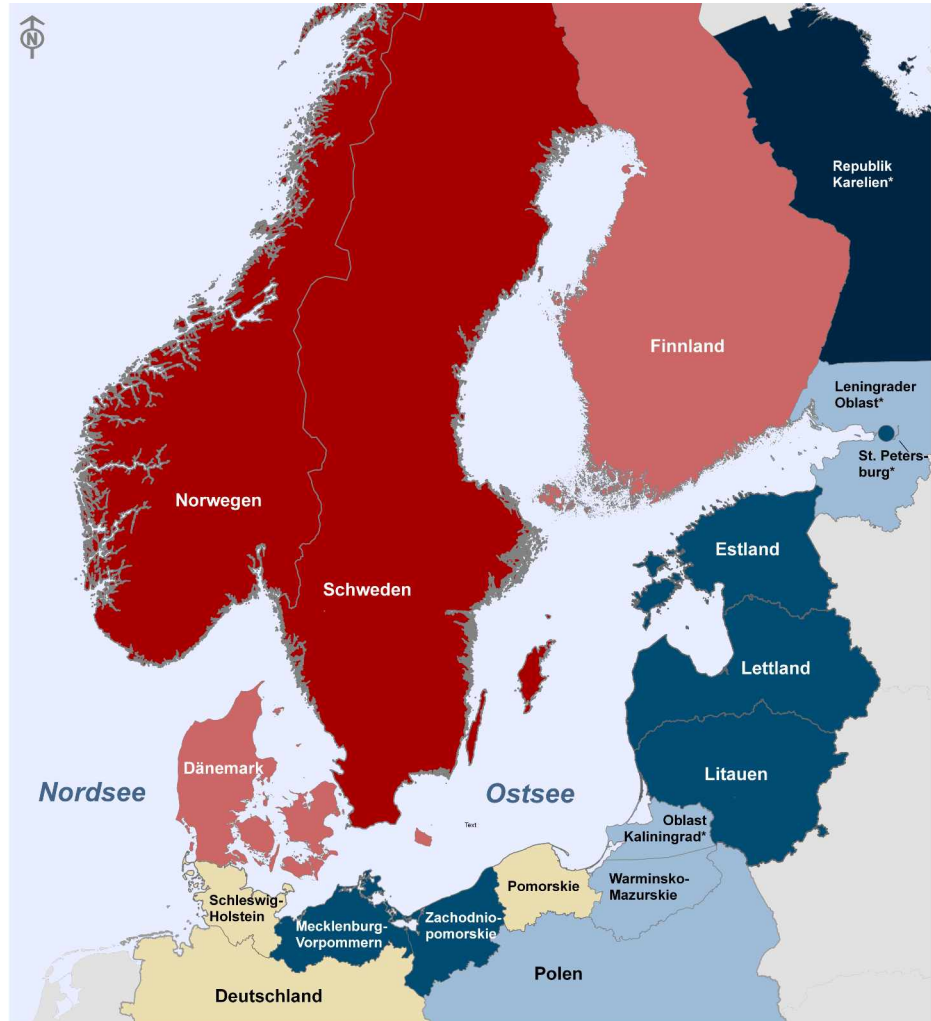 N
Republik
Karelien*
Finnland
Leningrader
Oblast*
St. Peters-
burg*
Norwegen
Schweden
Estland
Lettland
Litauen
Dänemark
Nordsee
Ostsee
Text
Oblast
Kaliningrad*
Warminsko-
Mazurskie
Pomorskie
Schleswig-
Holstein
Mecklenburg-
Vorpommern
Zachodnio-
pomorskie
Polen
Deutschland